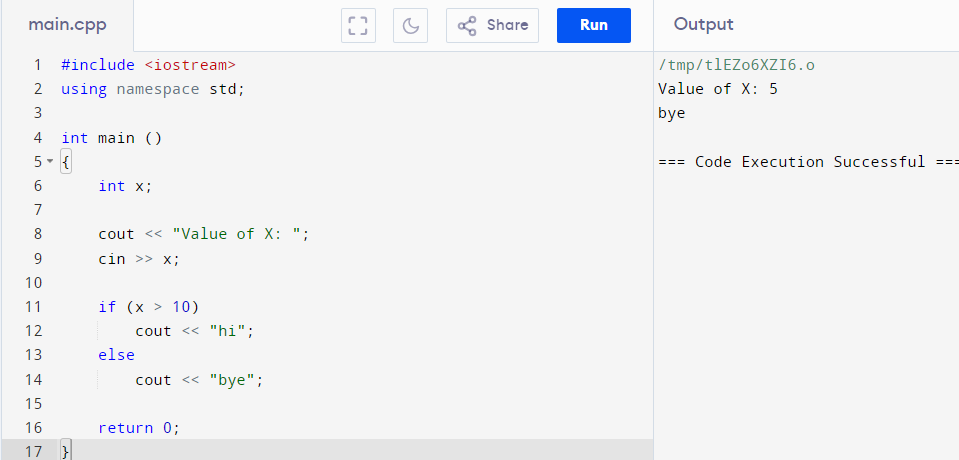 main.cpp
Share
Run
Output
1 #include <iostream>
2 using namespace std;
3
4 int main ()
5 {
6     int x;
7
8     cout << "Value of X: ";
9     cin >> x;
10
11     if (x > 10)
12         cout << "hi";
13     else
14         cout << "bye";
15
16     return 0;
17 }
/tmp/tlEZo6XZI6.o
Value of X: 5
bye
=== Code Execution Successful ===